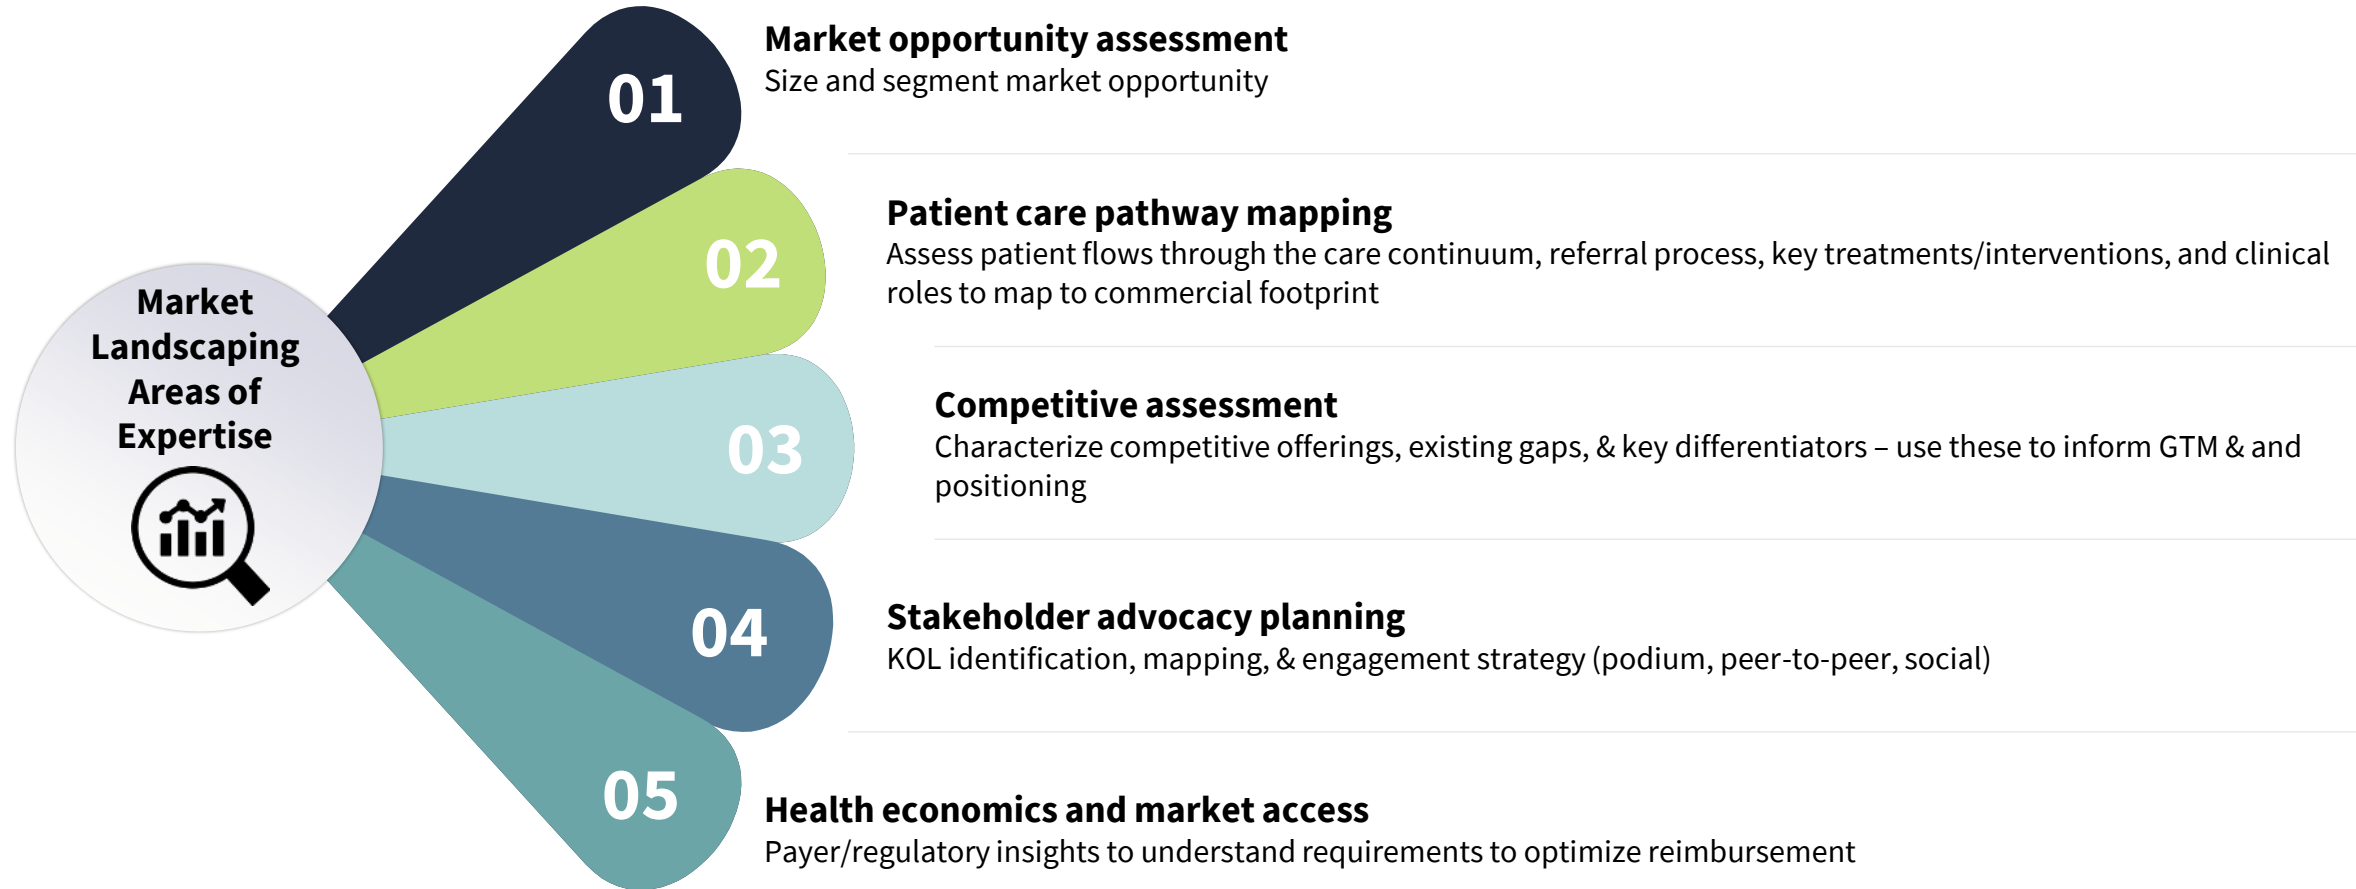 Market
Landscaping
Areas of
Expertise
01
Market opportunity assessment
Size and segment market opportunity
02
Patient care pathway mapping
Assess patient flows through the care continuum, referral process, key treatments/interventions, and clinical
roles to map to commercial footprint
03
Competitive assessment
Characterize competitive offerings, existing gaps, & key differentiators – use these to inform GTM & and
positioning
04
Stakeholder advocacy planning
KOL identification, mapping, & engagement strategy (podium, peer-to-peer, social)
05
Health economics and market access
Payer/regulatory insights to understand requirements to optimize reimbursement